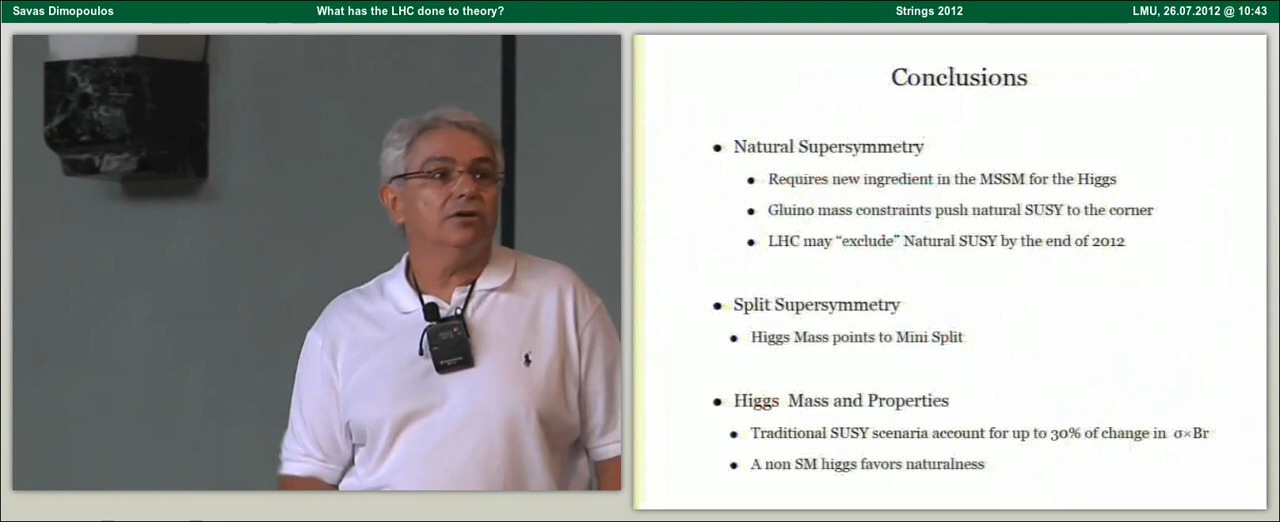 Savas Dimopoulos
What has the LHC done to theory?
Strings 2012
LMU, 26.07.2012 @ 10:43
Conclusions
• Natural Supersymmetry
• Requires new ingredient in the MSSM for the Higgs
• Gluino mass constraints push natural SUSY to the corner
• LHC may “exclude” Natural SUSY by the end of 2012
• Split Supersymmetry
• Higgs Mass points to Mini Split
• Higgs Mass and Properties
• Traditional SUSY scenaria account for up to 30% of change in σ×Br
• A non SM higgs favors naturalness